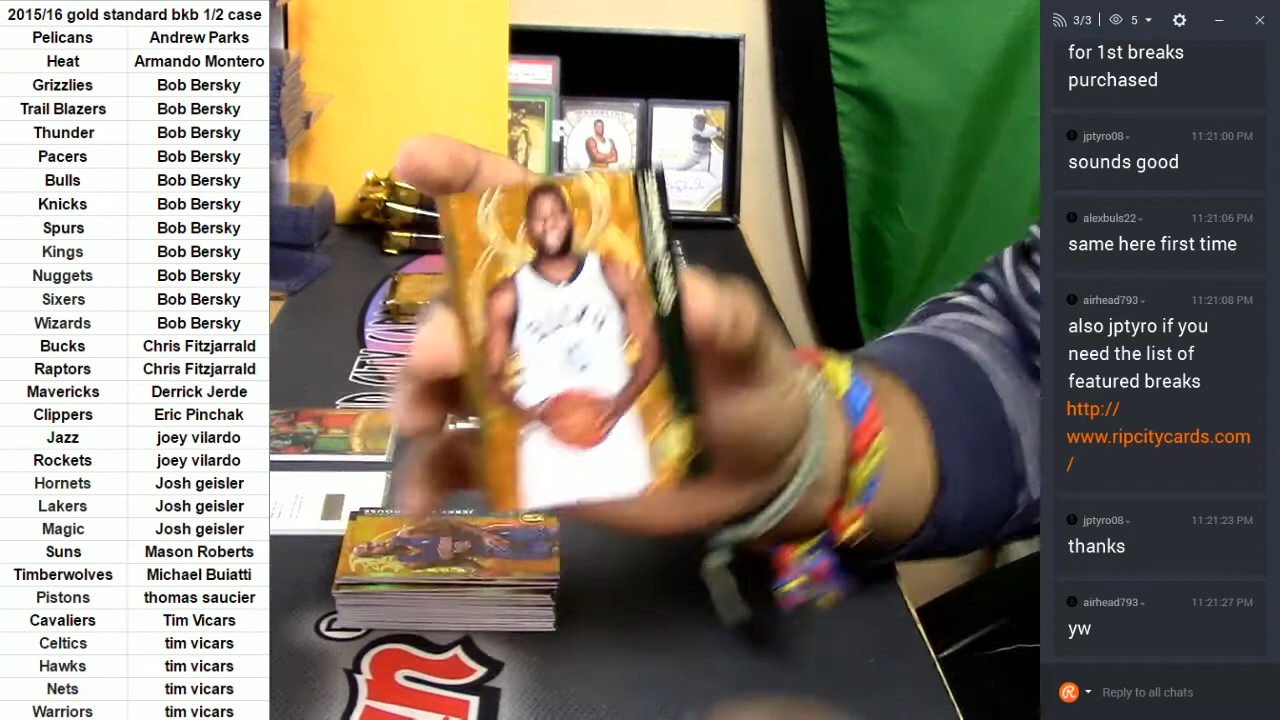 2015/16 gold standard bkb 1/2 case
Pelicans Andrew Parks
Heat Armando Montero
Grizzlies Bob Bersky
Trail Blazers Bob Bersky
Thunder Bob Bersky
Pacers Bob Bersky
Bulls Bob Bersky
Knicks Bob Bersky
Spurs Bob Bersky
Kings Bob Bersky
Nuggets Bob Bersky
Sixers Bob Bersky
Wizards Bob Bersky
Bucks Chris Fitzjarrald
Raptors Chris Fitzjarrald
Mavericks Derrick Jerde
Clippers Eric Pinchak
Jazz joey vilardo
Rockets joey vilardo
Hornets Josh geisler
Lakers Josh geisler
Magic Josh geisler
Suns Mason Roberts
Timberwolves Michael Buiatti
Pistons thomas saucier
Cavaliers Tim Vicars
Celtics tim vicars
Hawks tim vicars
Nets tim vicars
Warriors tim vicars
3/3 5
for 1st breaks
purchased
jptyro08 11:21:00 PM
sounds good
alexbuls22 11:21:06 PM
same here first time
airhead793 11:21:08 PM
also jptyro if you
need the list of
featured breaks
http://
www.ripcitycards.com
/
jptyro08 11:21:23 PM
thanks
airhead793 11:21:27 PM
yw
Reply to all chats